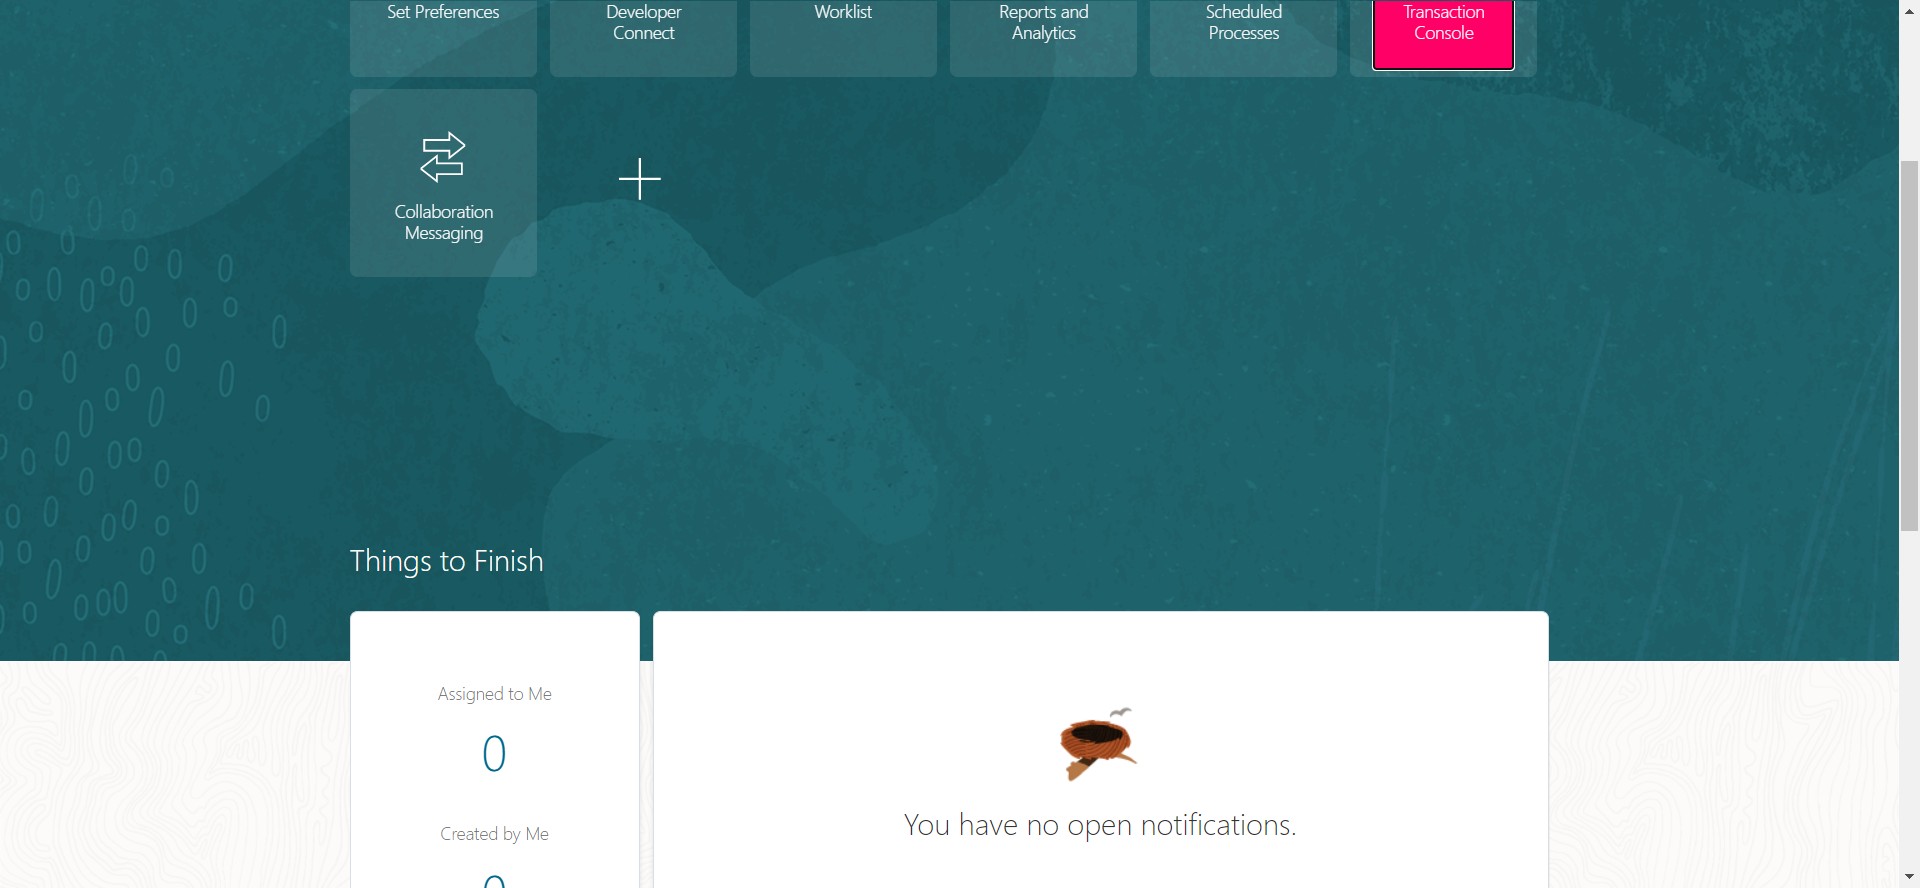 Set Preferences
Developer
Connect
Worklist
Reports and
Analytics
Scheduled
Processes
Transaction
Console
Collaboration
Messaging
Things to Finish
Assigned to Me
0
Created by Me
0
You have no open notifications.